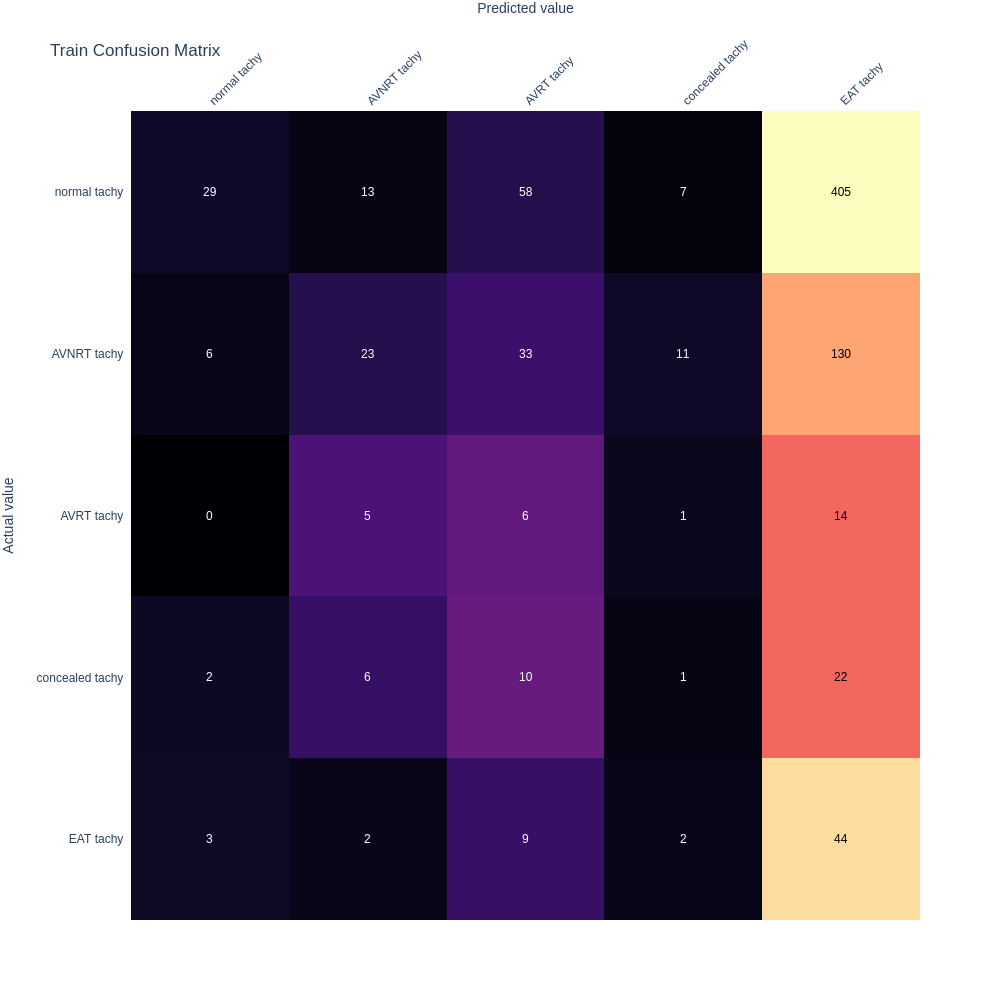 Predicted value
Train Confusion Matrix
normal tachy
AVNRT tachy
AVRT tachy
concealed tachy
EAT tachy
Actual value
normal tachy 29 13 58 7 405
AVNRT tachy 6 23 33 11 130
AVRT tachy 0 5 6 1 14
concealed tachy 2 6 10 1 22
EAT tachy 3 2 9 2 44